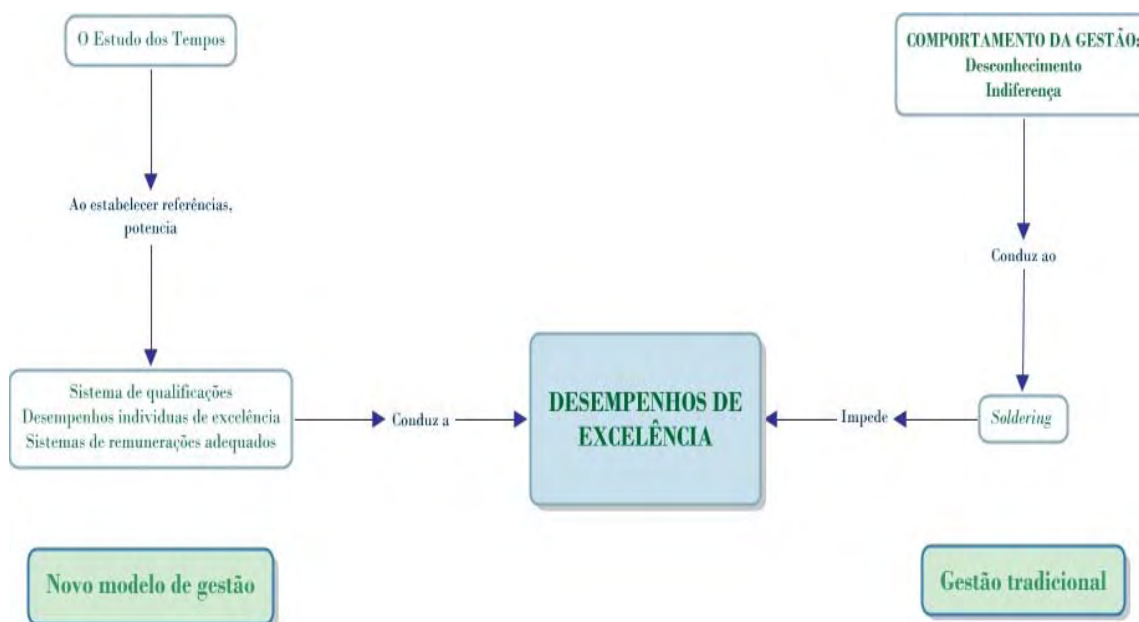 O Estudo dos Tempos
Ao estabelecer referências,
potencia
Sistema de qualificações
Desempenhos individuas de excelência
Sistemas de remunerações adequados
Conduz a
DESEMPENHOS DE
EXCELÊNCIA
COMPORTAMENTO DA GESTÃO:
Desconhecimento
Indiferença
Conduz ao
Soldering
Impede
Novo modelo de gestão
Gestão tradicional